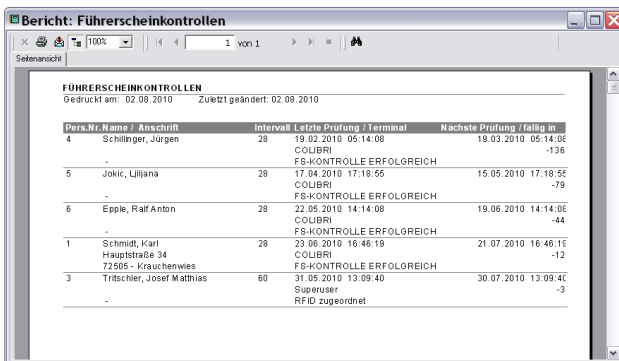 Bericht: Führerscheinkontrollen
100% 1 von 1
Seitenansicht
FÜHRERSCHEINKONTROLLEN
Gedruckt am: 02.08.2010 Zuletzt geändert: 02.08.2010
Pers.Nr. Name / Anschrift Intervall Letzte Prüfung / Terminal Nächste Prüfung / fällig in
4 Schillinger, Jürgen 28 19.02.2010 05:14:08 19.03.2010 05:14:08
COLIBRI -136
- FS-KONTROLLE ERFOLGREICH
5 Jokic, Ljiljana 28 17.04.2010 17:18:55 15.05.2010 17:18:55
COLIBRI -79
- FS-KONTROLLE ERFOLGREICH
6 Epple, Ralf Anton 28 22.05.2010 14:14:08 19.06.2010 14:14:08
COLIBRI -44
- FS-KONTROLLE ERFOLGREICH
1 Schmidt, Karl 28 23.06.2010 16:46:19 21.07.2010 16:46:19
Hauptstraße 34 COLIBRI -12
72505 - Krauchenwies FS-KONTROLLE ERFOLGREICH
3 Tritschler, Josef Matthias 60 31.05.2010 13:09:40 30.07.2010 13:09:40
Superuser -3
- RFID zugeordnet